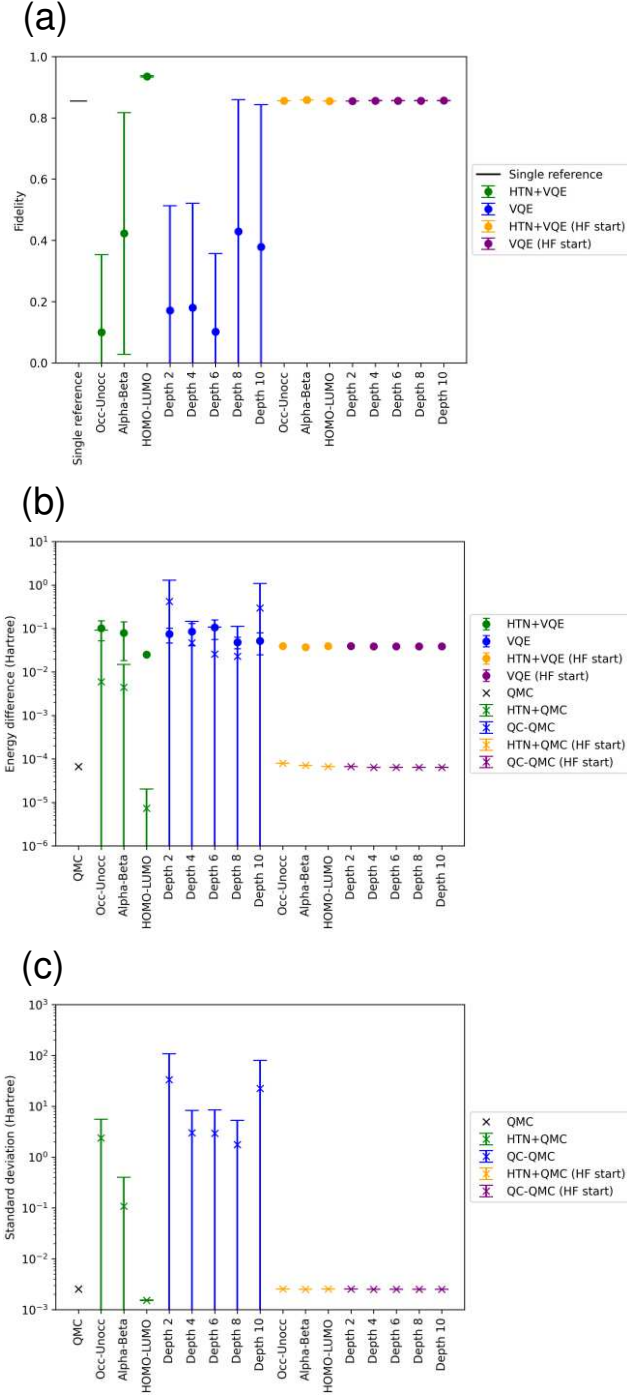 (a)
1.0
0.8
0.6
0.4
0.2
0.0
Fidelity
Single reference
Occ-Unocc
Alpha-Beta
HOMO-LUMO
Depth 2
Depth 4
Depth 6
Depth 8
Depth 10
Occ-Unocc
Alpha-Beta
HOMO-LUMO
Depth 2
Depth 4
Depth 6
Depth 8
Depth 10
Single reference
HTN+VQE
VQE
HTN+VQE (HF start)
VQE (HF start)
(b)
10¹
10⁰
10⁻¹
10⁻²
10⁻³
10⁻⁴
10⁻⁵
10⁻⁶
Energy difference (Hartree)
QMC
Occ-Unocc
Alpha-Beta
HOMO-LUMO
Depth 2
Depth 4
Depth 6
Depth 8
Depth 10
Occ-Unocc
Alpha-Beta
HOMO-LUMO
Depth 2
Depth 4
Depth 6
Depth 8
Depth 10
HTN+VQE
VQE
HTN+VQE (HF start)
VQE (HF start)
QMC
HTN+QMC
QC-QMC
HTN+QMC (HF start)
QC-QMC (HF start)
(c)
10³
10²
10¹
10⁰
10⁻¹
10⁻²
10⁻³
Standard deviation (Hartree)
QMC
Occ-Unocc
Alpha-Beta
HOMO-LUMO
Depth 2
Depth 4
Depth 6
Depth 8
Depth 10
Occ-Unocc
Alpha-Beta
HOMO-LUMO
Depth 2
Depth 4
Depth 6
Depth 8
Depth 10
QMC
HTN+QMC
QC-QMC
HTN+QMC (HF start)
QC-QMC (HF start)